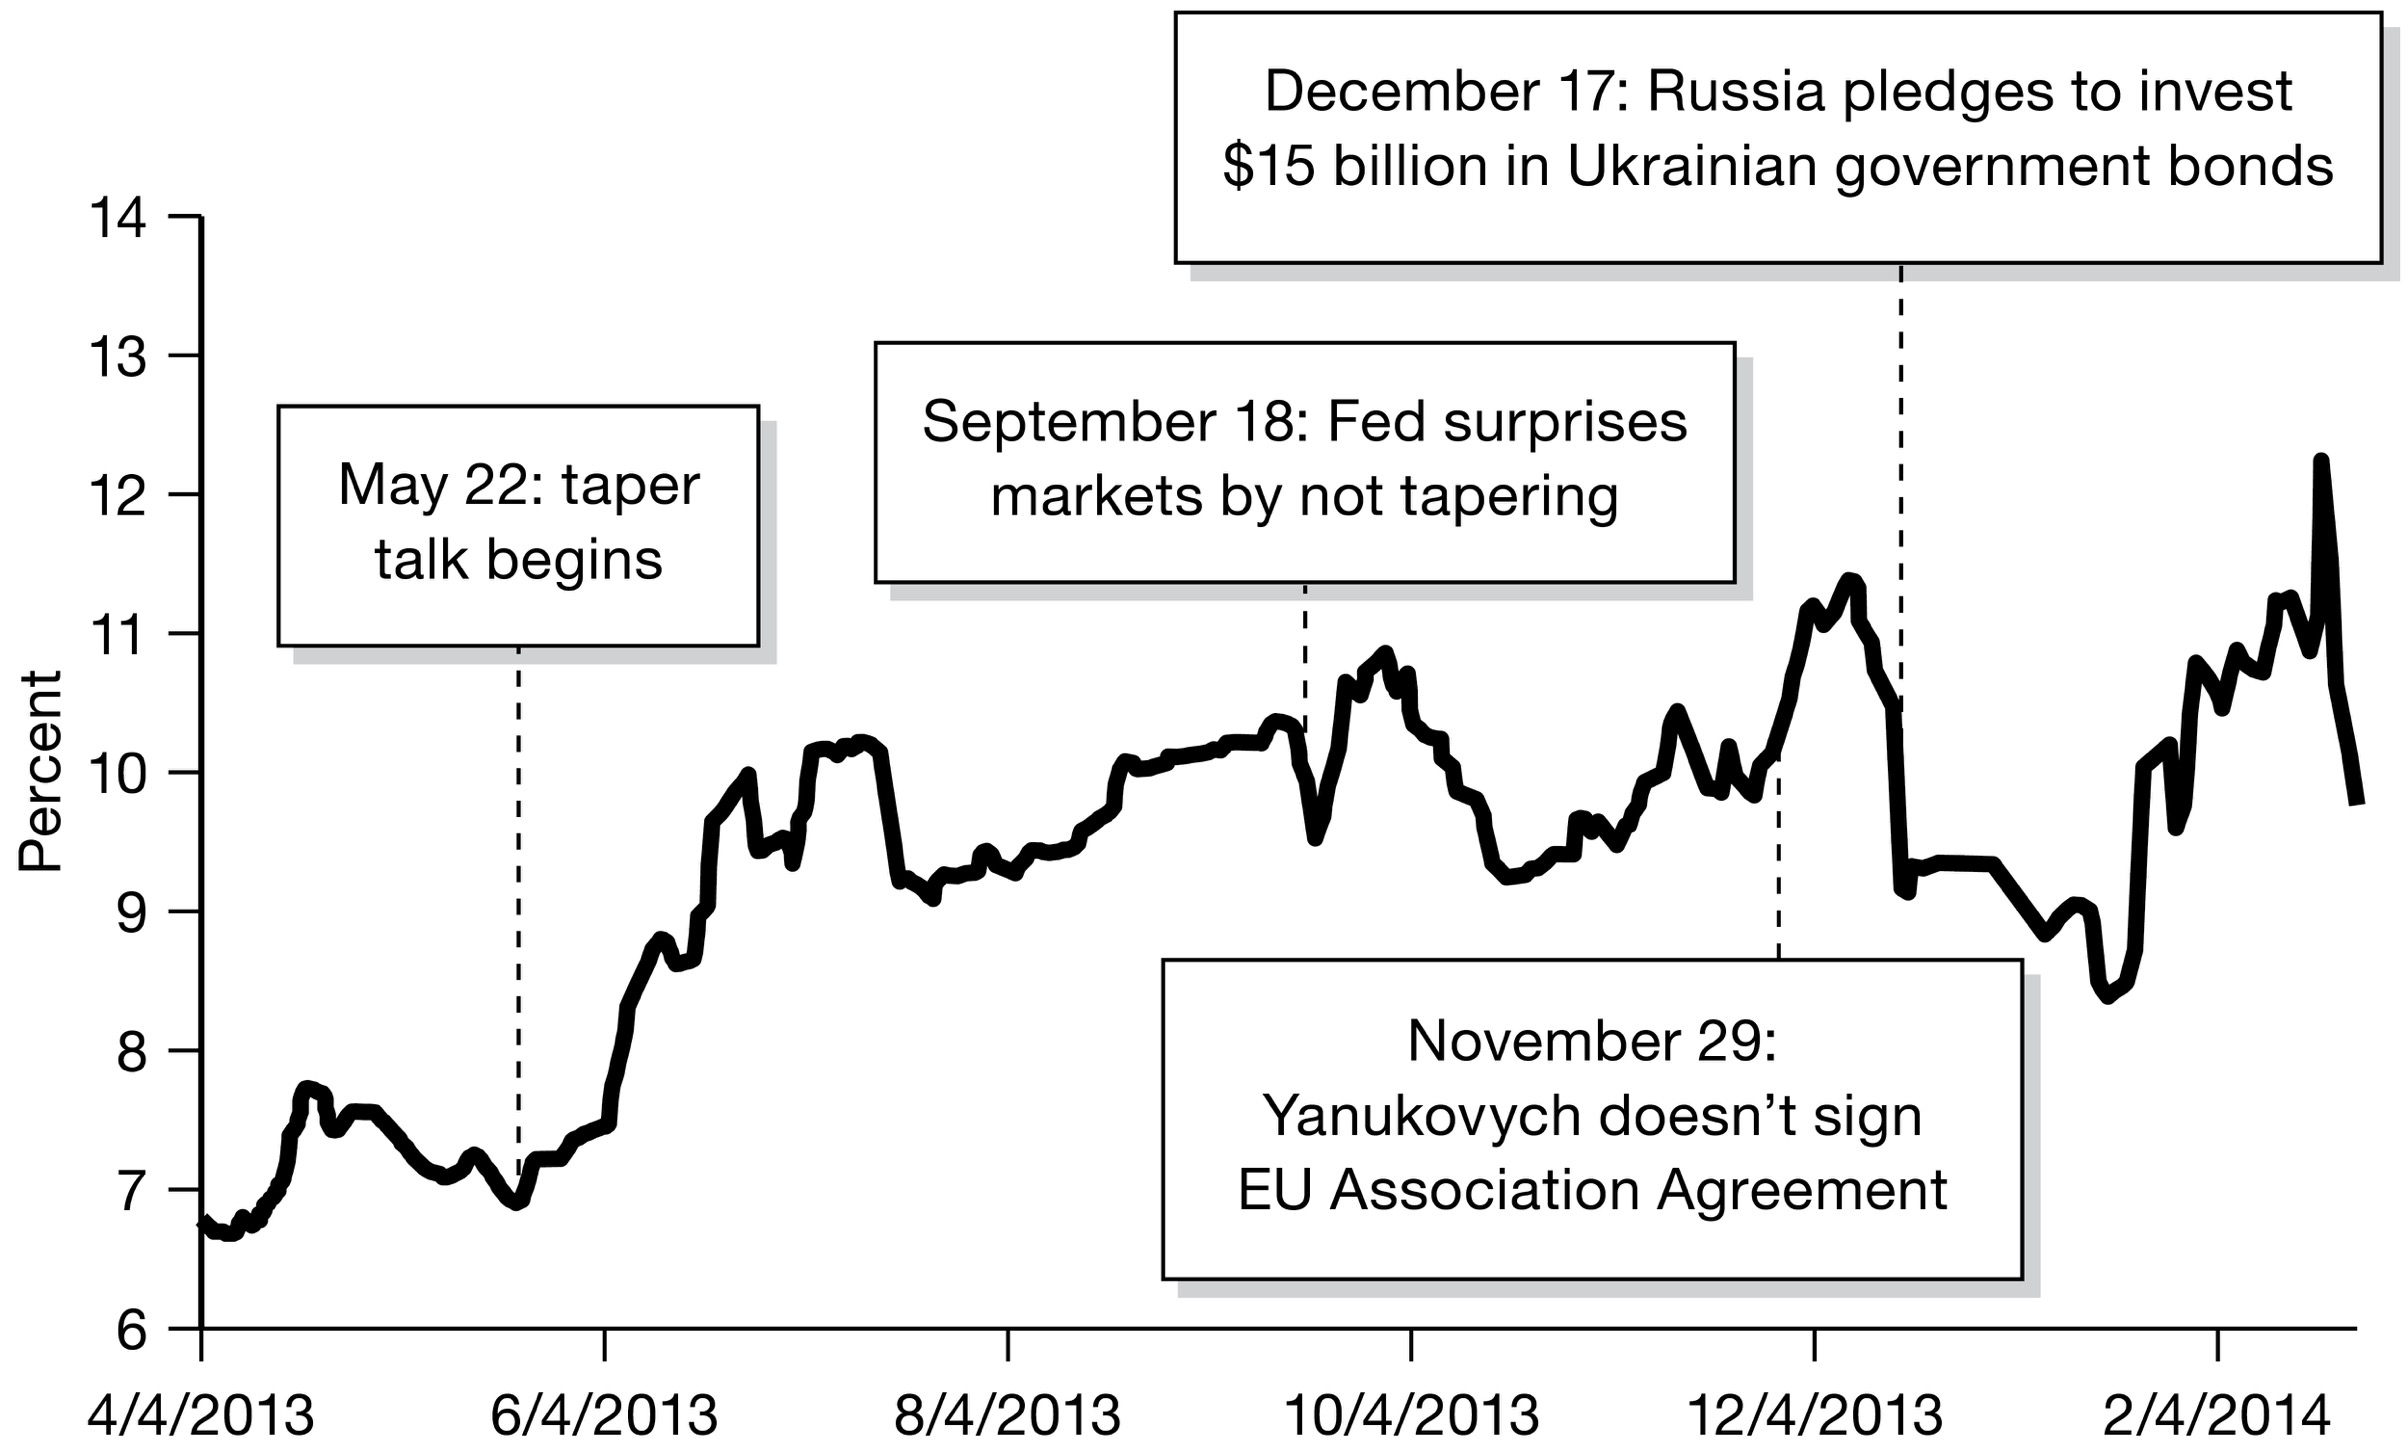 December 17: Russia pledges to invest
$15 billion in Ukrainian government bonds
September 18: Fed surprises
markets by not tapering
May 22: taper
talk begins
November 29:
Yanukovych doesn’t sign
EU Association Agreement
Percent
14
13
12
11
10
9
8
7
6
4/4/2013
6/4/2013
8/4/2013
10/4/2013
12/4/2013
2/4/2014